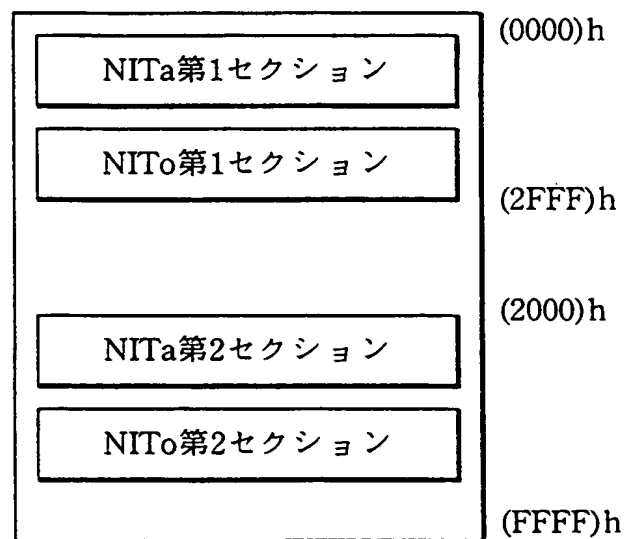 (0000)h
NITa第1セクション
NITo第1セクション
(2FFF)h
(2000)h
NITa第2セクション
NITo第2セクション
(FFFF)h